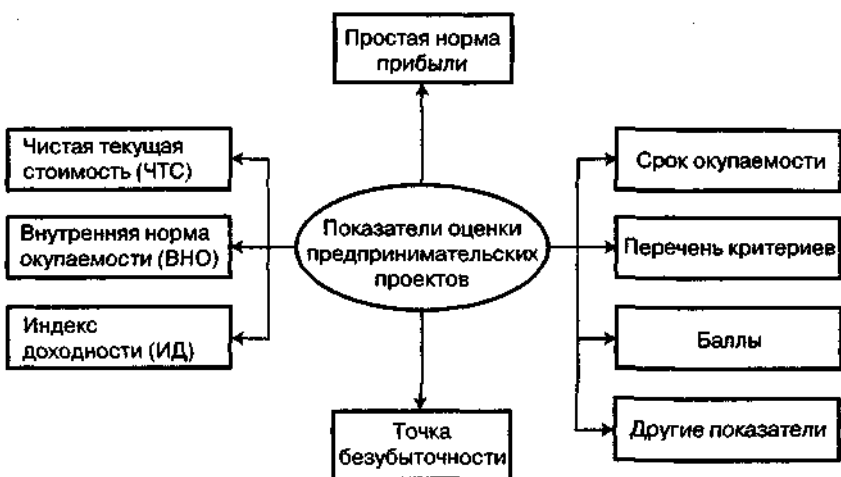 Простая норма
прибыли
Чистая текущая
стоимость (ЧТС)
Внутренняя норма
окупаемости (ВНО)
Индекс
доходности (ИД)
Показатели оценки
предпринимательских
проектов
Срок окупаемости
Перечень критериев
Баллы
Другие показатели
Точка
безубыточности